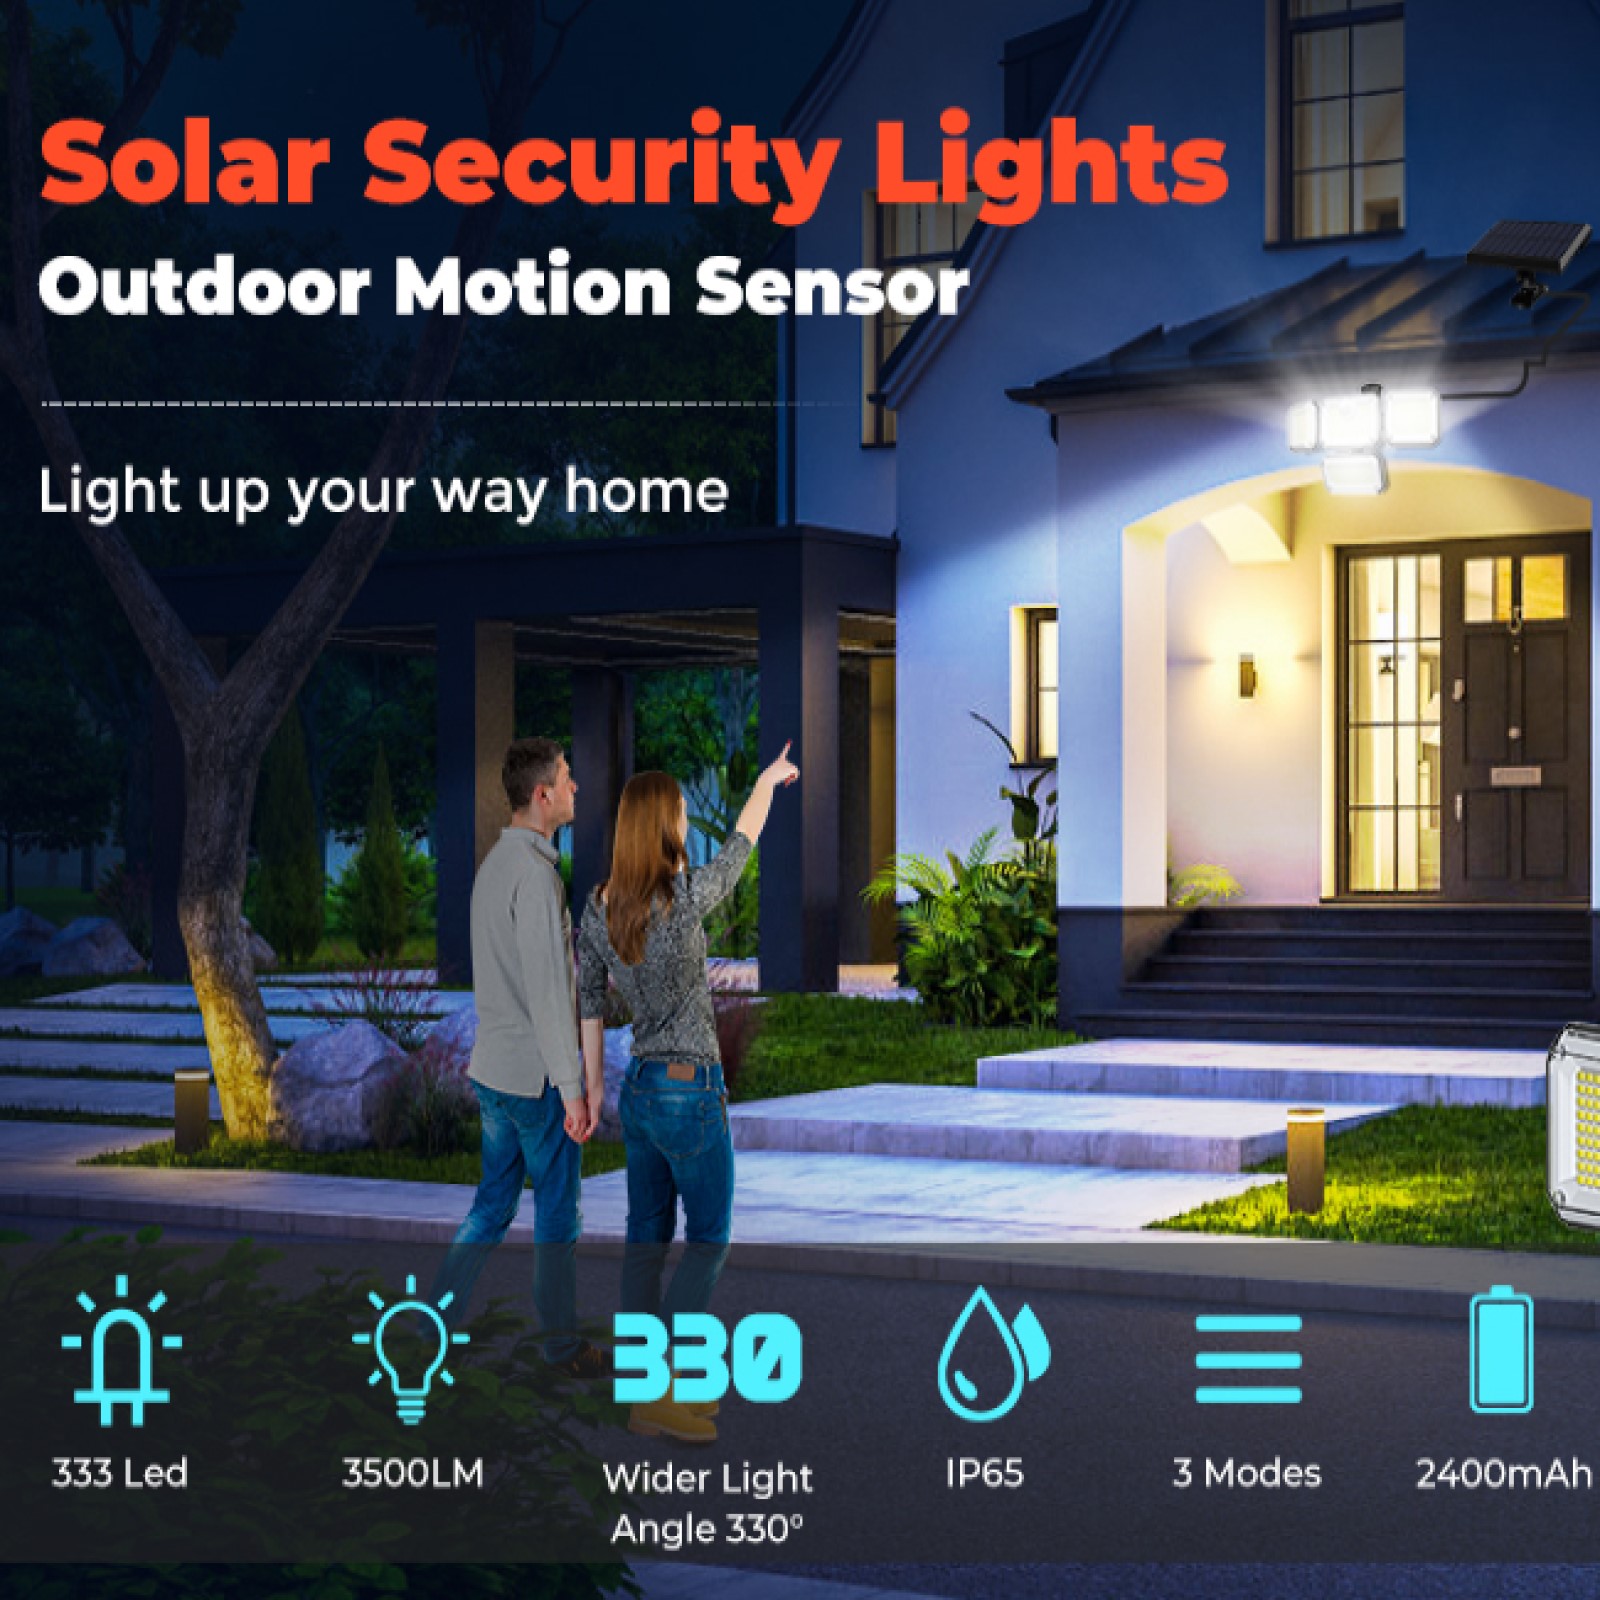 Solar Security Lights
Outdoor Motion Sensor
Light up your way home
330
333 Led
3500LM
Wider Light
Angle 330°
IP65
3 Modes
2400mAh